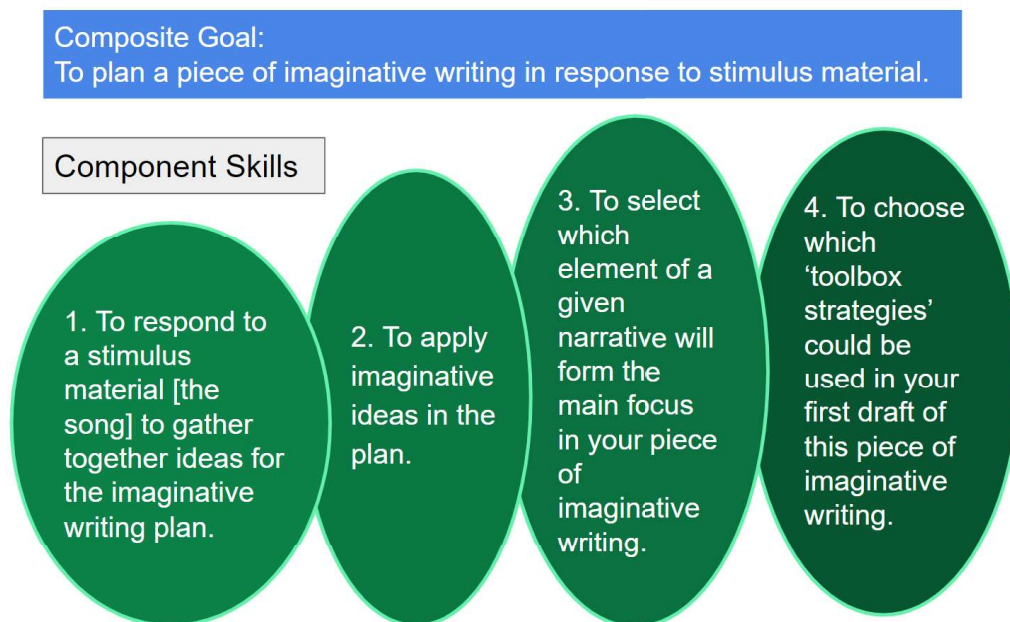 Composite Goal:
To plan a piece of imaginative writing in response to stimulus material.
Component Skills
1. To respond to
a stimulus
material [the
song] to gather
together ideas for
the imaginative
writing plan.
2. To apply
imaginative
ideas in the
plan.
3. To select
which
element of a
given
narrative will
form the
main focus
in your piece
of
imaginative
writing.
4. To choose
which
‘toolbox
strategies’
could be
used in your
first draft of
this piece of
imaginative
writing.